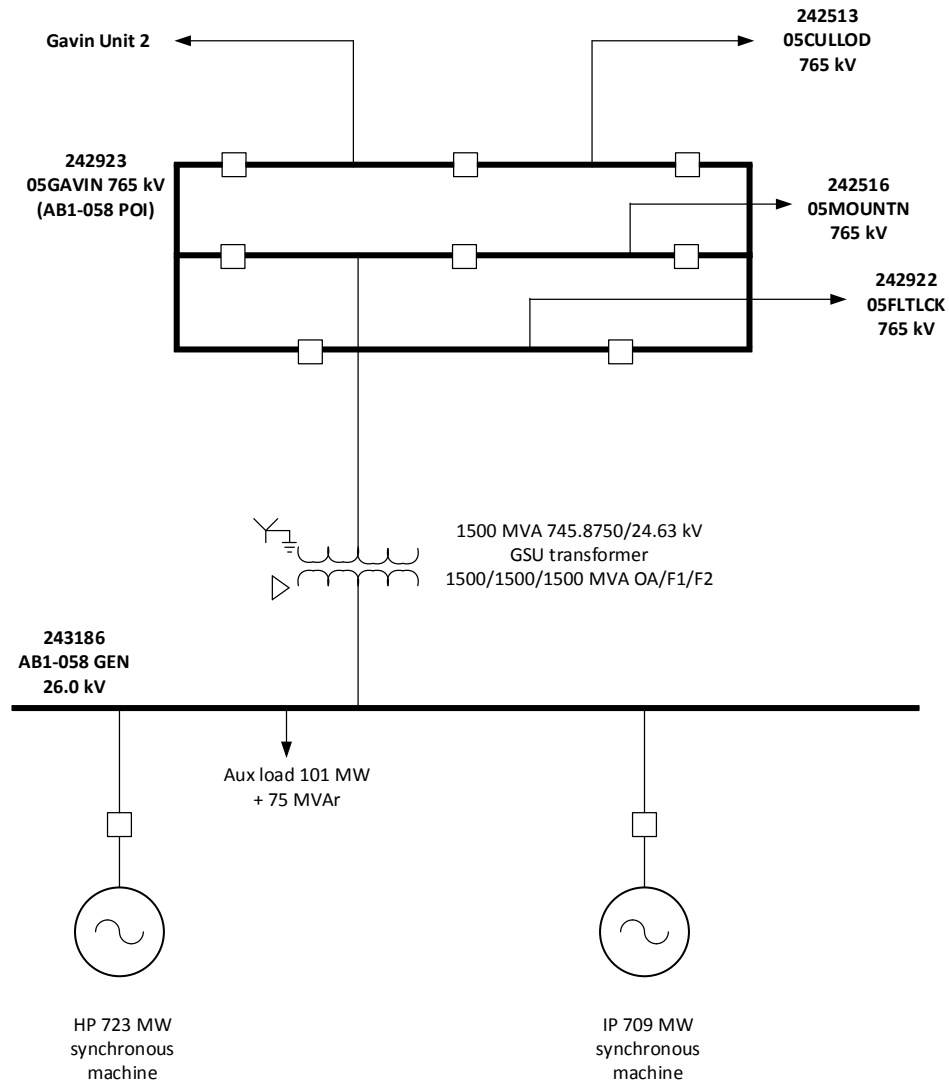 Gavin Unit 2
242513
05CULLOD
765 kV
242923
05GAVIN 765 kV
(AB1-058 POI)
242516
05MOUNTN
765 kV
242922
05FLTLCK
765 kV
1500 MVA 745.8750/24.63 kV
GSU transformer
1500/1500/1500 MVA OA/F1/F2
243186
AB1-058 GEN
26.0 kV
Aux load 101 MW
+ 75 MVAr
HP 723 MW
synchronous
machine
IP 709 MW
synchronous
machine